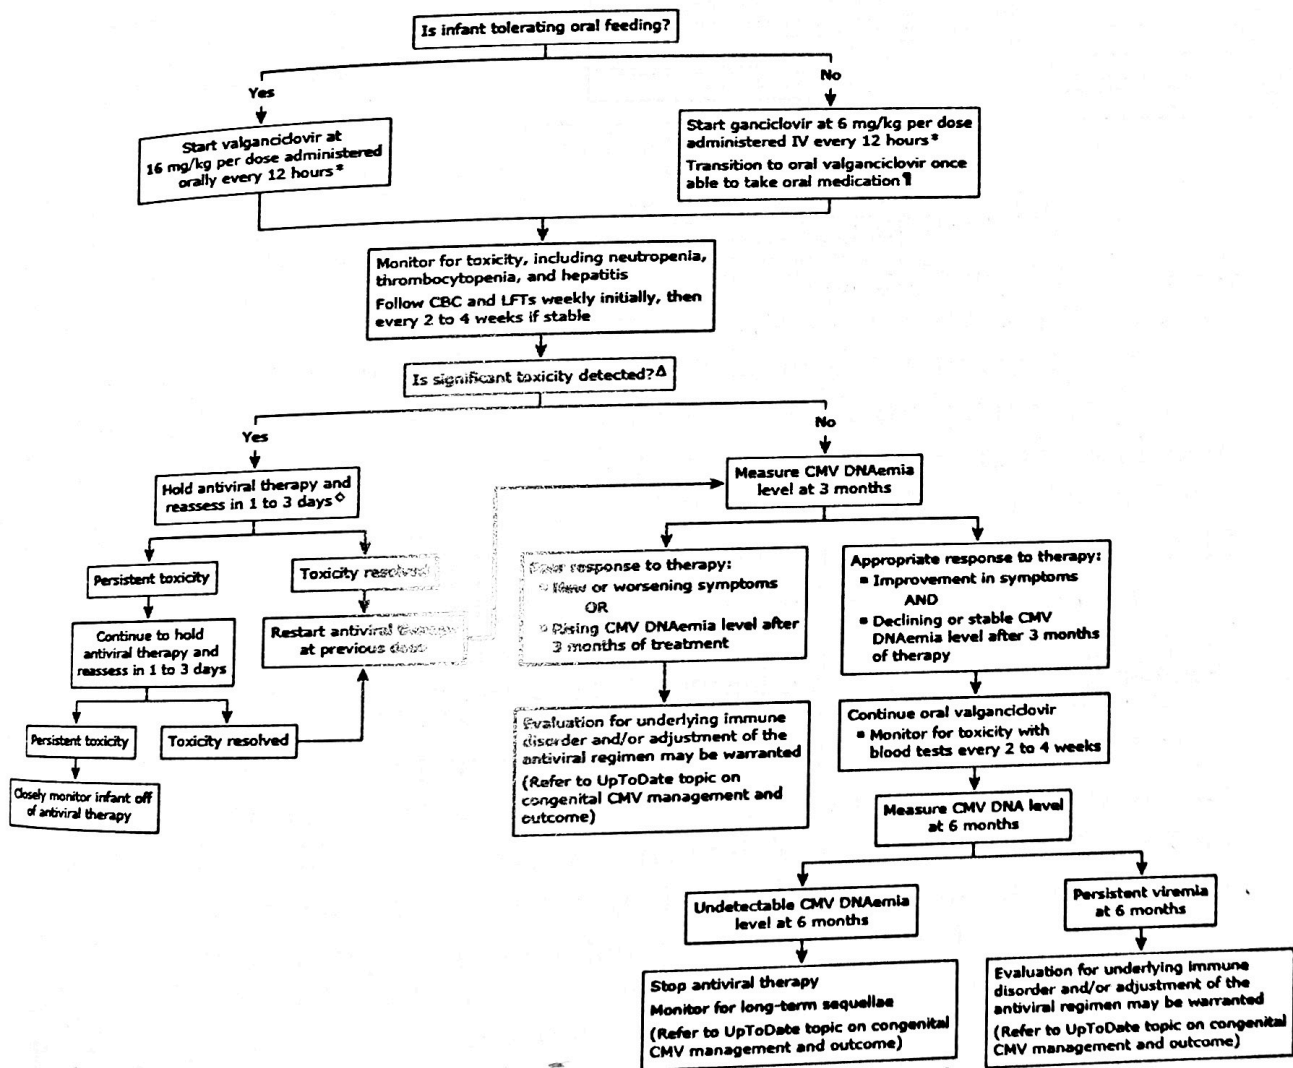 Is infant tolerating oral feeding?
Yes
No
Start valganciclovir at
16 mg/kg per dose administered
orally every 12 hours*
Start ganciclovir at 6 mg/kg per dose
administered IV every 12 hours*
Transition to oral valganciclovir once
able to take oral medication¶
Monitor for toxicity, including neutropenia,
thrombocytopenia, and hepatitis
Follow CBC and LFTs weekly initially, then
every 2 to 4 weeks if stable
Is significant toxicity detected?Δ
Yes
No
Hold antiviral therapy and
reassess in 1 to 3 days◇
Measure CMV DNAemia
level at 3 months
Persistent toxicity
Toxicity resolved
Continue to hold
antiviral therapy and
reassess in 1 to 3 days
Restart antiviral therapy
at previous dose
Persistent toxicity
Toxicity resolved
Closely monitor infant off
of antiviral therapy
Poor response to therapy:
▪ New or worsening symptoms
OR
▪ Rising CMV DNAemia level after
3 months of treatment
Appropriate response to therapy:
▪ Improvement in symptoms
AND
▪ Declining or stable CMV
DNAemia level after 3 months
of therapy
Evaluation for underlying immune
disorder and/or adjustment of the
antiviral regimen may be warranted
(Refer to UpToDate topic on
congenital CMV management and
outcome)
Continue oral valganciclovir
▪ Monitor for toxicity with
blood tests every 2 to 4 weeks
Measure CMV DNA level
at 6 months
Undetectable CMV DNAemia
level at 6 months
Persistent viremia
at 6 months
Stop antiviral therapy
Monitor for long-term sequellae
(Refer to UpToDate topic on congenital
CMV management and outcome)
Evaluation for underlying immune
disorder and/or adjustment of the
antiviral regimen may be warranted
(Refer to UpToDate topic on congenital
CMV management and outcome)